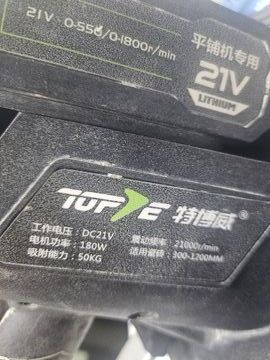 21V 0-550/0-1800r/min
平铺机专用
21V
LITHIUM
TOPTE 特博威®
工作电压：DC21V
电机功率：180W
吸附能力：50KG
震动频率：21000r/min
适用瓷砖：300-1200MM